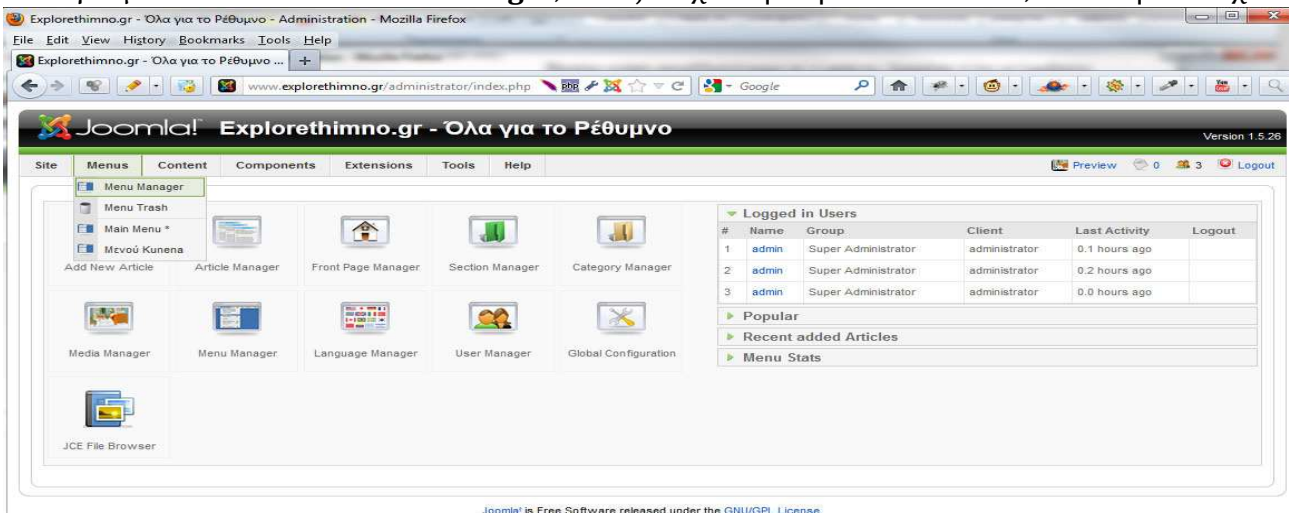 Explorethimno.gr - Όλα για το Ρέθυμνο - Administration - Mozilla Firefox
File Edit View History Bookmarks Tools Help
Explorethimno.gr - Όλα για το Ρέθυμνο ... +
www.explorethimno.gr/administrator/index.php php Google
Joomla! Explorethimno.gr - Όλα για το Ρέθυμνο
Version 1.5.26
Site Menus Content Components Extensions Tools Help Preview 0 3 Logout
Menu Manager
Menu Trash
Main Menu *
Μενού Kunena
Add New Article Article Manager Front Page Manager Section Manager Category Manager
Media Manager Menu Manager Language Manager User Manager Global Configuration
JCE File Browser
Logged in Users
# Name Group Client Last Activity Logout
1 admin Super Administrator administrator 0.1 hours ago
2 admin Super Administrator administrator 0.2 hours ago
3 admin Super Administrator administrator 0.0 hours ago
Popular
Recent added Articles
Menu Stats
Joomla! is Free Software released under the GNU/GPL License.